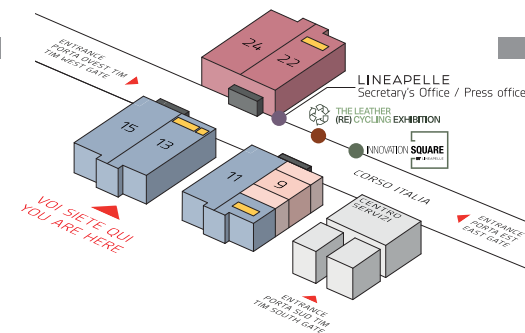 ENTRANCE
PORTA OVEST TIM
TIM WEST GATE
24
22
LINEAPELLE
Secretary's Office / Press office
THE LEATHER
(RE) CYCLING EXHIBITION
INNOVATION SQUARE
BY LINEAPELLE
15
13
11
9
CORSO ITALIA
VOI SIETE QUI
YOU ARE HERE
CENTRO
SERVIZI
ENTRANCE
PORTA EST
EAST GATE
ENTRANCE
PORTA SUD TIM
TIM SOUTH GATE